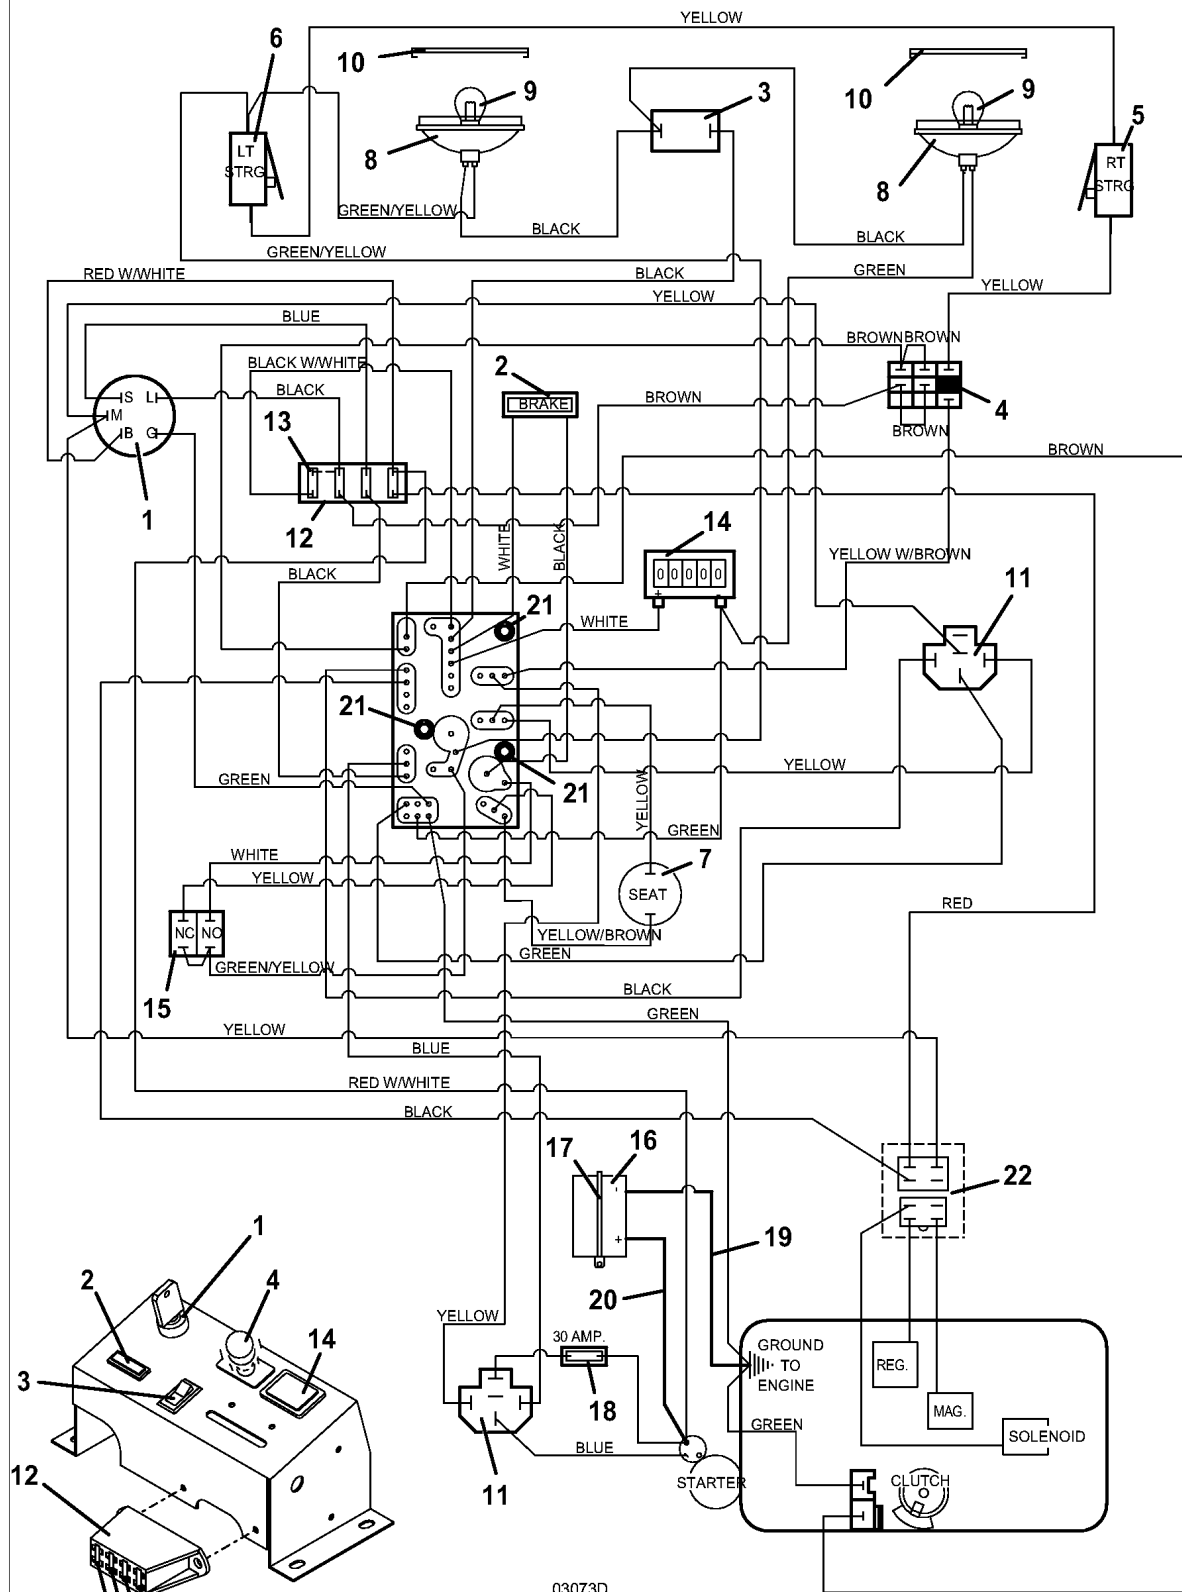 YELLOW
6
10
9
3
10
9
5
8
8
LT
STRG
RT
STRG
GREEN/YELLOW
BLACK
BLACK
GREEN/YELLOW
RED W/WHITE
BLACK
GREEN
YELLOW
YELLOW
BLUE
BROWN
BROWN
BLACK W/WHITE
2
BLACK
BRAKE
BROWN
4
S L
M
B G
13
BROWN
BROWN
1
12
WHITE
BLACK
14
YELLOW W/BROWN
BLACK
0 0 0 0 0
+ -
11
21
WHITE
21
GREEN
21
YELLOW
YELLOW
GREEN
WHITE
7
YELLOW
SEAT
RED
NC NO
YELLOW/BROWN
GREEN
GREEN/YELLOW
15
BLACK
GREEN
YELLOW
BLUE
RED W/WHITE
BLACK
17
16
22
-
+
19
20
1
2
4
14
3
YELLOW
30 AMP.
18
GROUND
TO
ENGINE
REG.
MAG.
GREEN
SOLENOID
BLUE
11
STARTER
CLUTCH
12
03073D